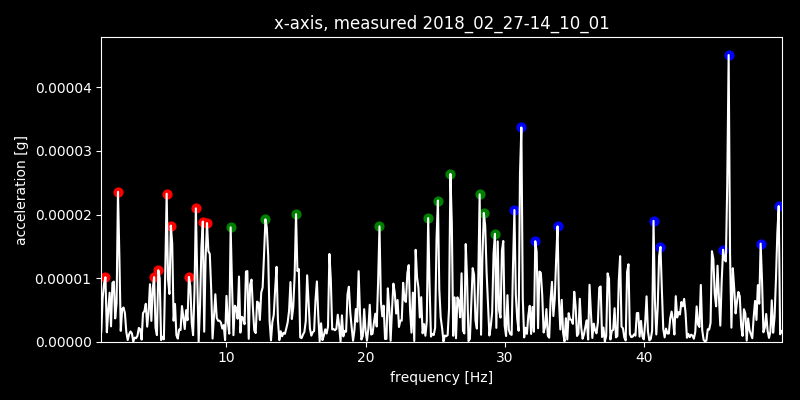 x-axis, measured 2018_02_27-14_10_01
acceleration [g]
0.00004
0.00003
0.00002
0.00001
0.00000
10 20 30 40
frequency [Hz]